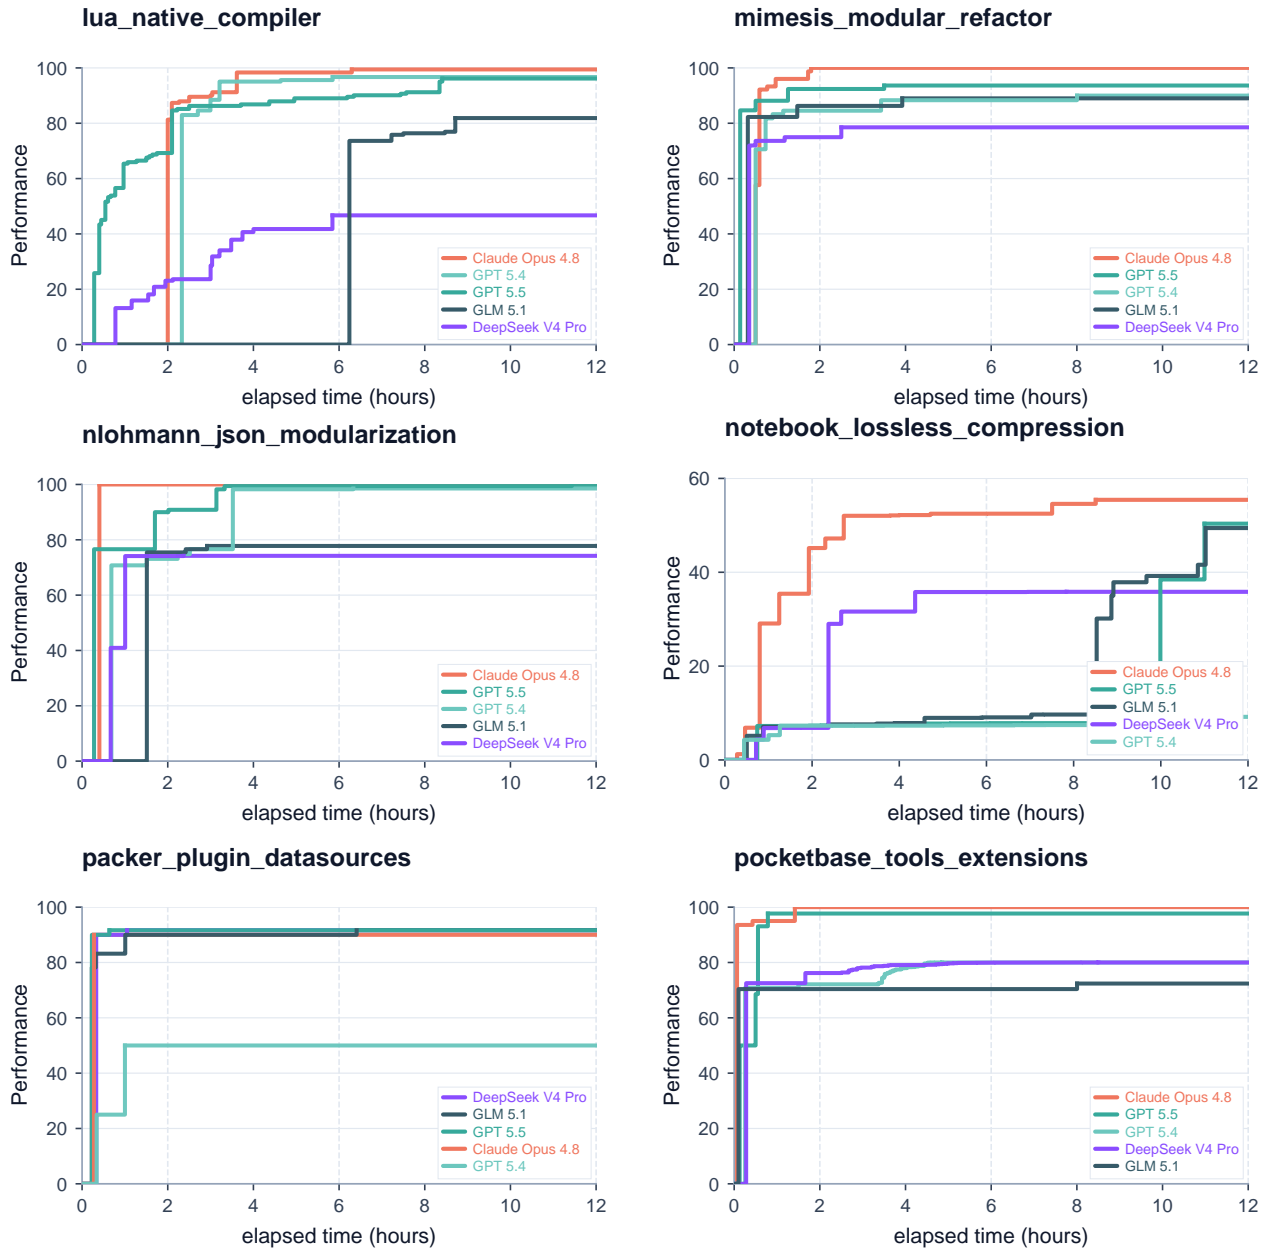 lua_native_compiler
100
80
60
40
20
0
Performance
0 2 4 6 8 10 12
elapsed time (hours)
Claude Opus 4.8
GPT 5.4
GPT 5.5
GLM 5.1
DeepSeek V4 Pro
mimesis_modular_refactor
100
80
60
40
20
0
Performance
0 2 4 6 8 10 12
elapsed time (hours)
Claude Opus 4.8
GPT 5.5
GPT 5.4
GLM 5.1
DeepSeek V4 Pro
nlohmann_json_modularization
100
80
60
40
20
0
Performance
0 2 4 6 8 10 12
elapsed time (hours)
Claude Opus 4.8
GPT 5.5
GPT 5.4
GLM 5.1
DeepSeek V4 Pro
notebook_lossless_compression
60
40
20
0
Performance
0 2 4 6 8 10 12
elapsed time (hours)
Claude Opus 4.8
GPT 5.5
GLM 5.1
DeepSeek V4 Pro
GPT 5.4
packer_plugin_datasources
100
80
60
40
20
0
Performance
0 2 4 6 8 10 12
elapsed time (hours)
DeepSeek V4 Pro
GLM 5.1
GPT 5.5
Claude Opus 4.8
GPT 5.4
pocketbase_tools_extensions
100
80
60
40
20
0
Performance
0 2 4 6 8 10 12
elapsed time (hours)
Claude Opus 4.8
GPT 5.5
GPT 5.4
DeepSeek V4 Pro
GLM 5.1